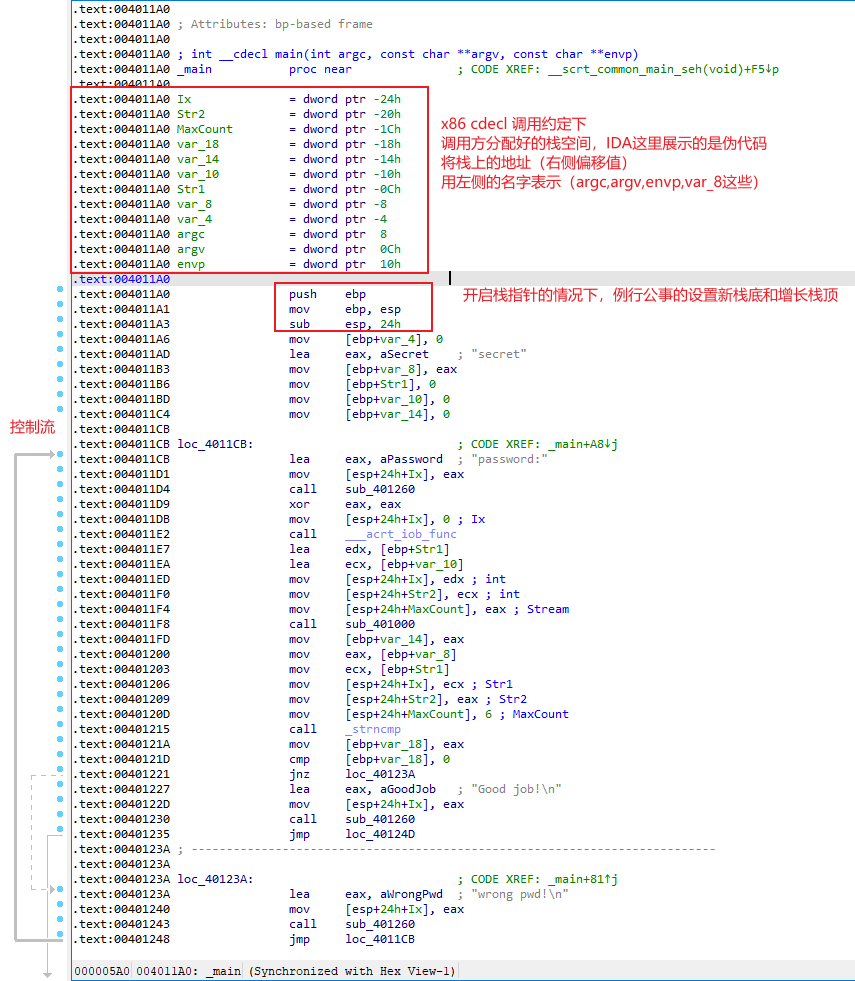 .text:004011A0
.text:004011A0 ; Attributes: bp-based frame
.text:004011A0
.text:004011A0 ; int __cdecl main(int argc, const char **argv, const char **envp)
.text:004011A0 _main proc near ; CODE XREF: __scrt_common_main_seh(void)+F5↓p
.text:004011A0
.text:004011A0 Ix = dword ptr -24h
.text:004011A0 Str2 = dword ptr -20h
.text:004011A0 MaxCount = dword ptr -1Ch
.text:004011A0 var_18 = dword ptr -18h
.text:004011A0 var_14 = dword ptr -14h
.text:004011A0 var_10 = dword ptr -10h
.text:004011A0 Str1 = dword ptr -0Ch
.text:004011A0 var_8 = dword ptr -8
.text:004011A0 var_4 = dword ptr -4
.text:004011A0 argc = dword ptr 8
.text:004011A0 argv = dword ptr 0Ch
.text:004011A0 envp = dword ptr 10h
x86 cdecl 调用约定下
调用方分配好的栈空间，IDA这里展示的是伪代码
将栈上的地址（右侧偏移值）
用左侧的名字表示（argc,argv,envp,var_8这些）
.text:004011A0
.text:004011A0 push ebp
.text:004011A1 mov ebp, esp
.text:004011A3 sub esp, 24h
开启栈指针的情况下，例行公事的设置新栈底和增长栈顶
.text:004011A6 mov [ebp+var_4], 0
.text:004011AD lea eax, aSecret ; "secret"
.text:004011B3 mov [ebp+var_8], eax
.text:004011B6 mov [ebp+Str1], 0
.text:004011BD mov [ebp+var_10], 0
.text:004011C4 mov [ebp+var_14], 0
.text:004011CB
控制流
.text:004011CB loc_4011CB: ; CODE XREF: _main+A8↓j
.text:004011CB lea eax, aPassword ; "password:"
.text:004011D1 mov [esp+24h+Ix], eax
.text:004011D4 call sub_401260
.text:004011D9 xor eax, eax
.text:004011DB mov [esp+24h+Ix], 0 ; Ix
.text:004011E2 call ___acrt_iob_func
.text:004011E7 lea edx, [ebp+Str1]
.text:004011EA lea ecx, [ebp+var_10]
.text:004011ED mov [esp+24h+Ix], edx ; int
.text:004011F0 mov [esp+24h+Str2], ecx ; int
.text:004011F4 mov [esp+24h+MaxCount], eax ; Stream
.text:004011F8 call sub_401000
.text:004011FD mov [ebp+var_14], eax
.text:00401200 mov eax, [ebp+var_8]
.text:00401203 mov ecx, [ebp+Str1]
.text:00401206 mov [esp+24h+Ix], ecx ; Str1
.text:00401209 mov [esp+24h+Str2], eax ; Str2
.text:0040120D mov [esp+24h+MaxCount], 6 ; MaxCount
.text:00401215 call _strncmp
.text:0040121A mov [ebp+var_18], eax
.text:0040121D cmp [ebp+var_18], 0
.text:00401221 jnz loc_40123A
.text:00401227 lea eax, aGoodJob ; "Good job!\n"
.text:0040122D mov [esp+24h+Ix], eax
.text:00401230 call sub_401260
.text:00401235 jmp loc_40124D
.text:0040123A ; ---------------------------------------------------------------------------
.text:0040123A
.text:0040123A loc_40123A: ; CODE XREF: _main+81↑j
.text:0040123A lea eax, aWrongPwd ; "wrong pwd!\n"
.text:00401240 mov [esp+24h+Ix], eax
.text:00401243 call sub_401260
.text:00401248 jmp loc_4011CB
000005A0 004011A0: _main (Synchronized with Hex View-1)